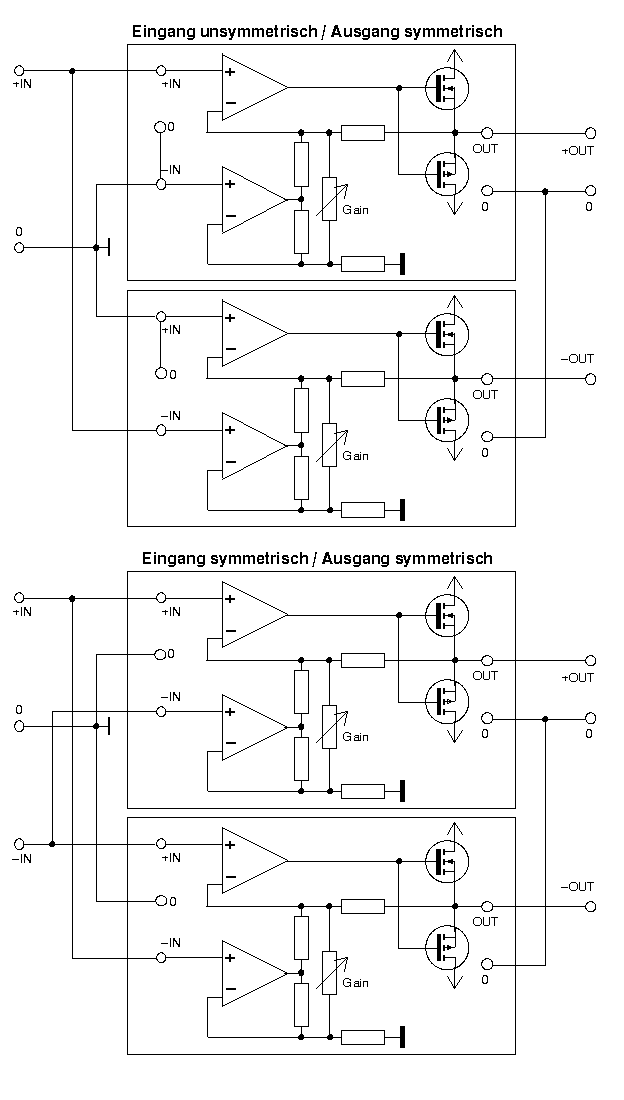 Eingang unsymmetrisch / Ausgang symmetrisch
+IN
+IN
+
−
0
OUT
+OUT
−IN
+
−
Gain
0
0
0
+IN
+
−
0
OUT
−OUT
−IN
+
−
Gain
0
Eingang symmetrisch / Ausgang symmetrisch
+IN
+IN
+
−
0
OUT
+OUT
−IN
+
−
Gain
0
0
0
−IN
+IN
+
−
0
OUT
−OUT
−IN
+
−
Gain
0